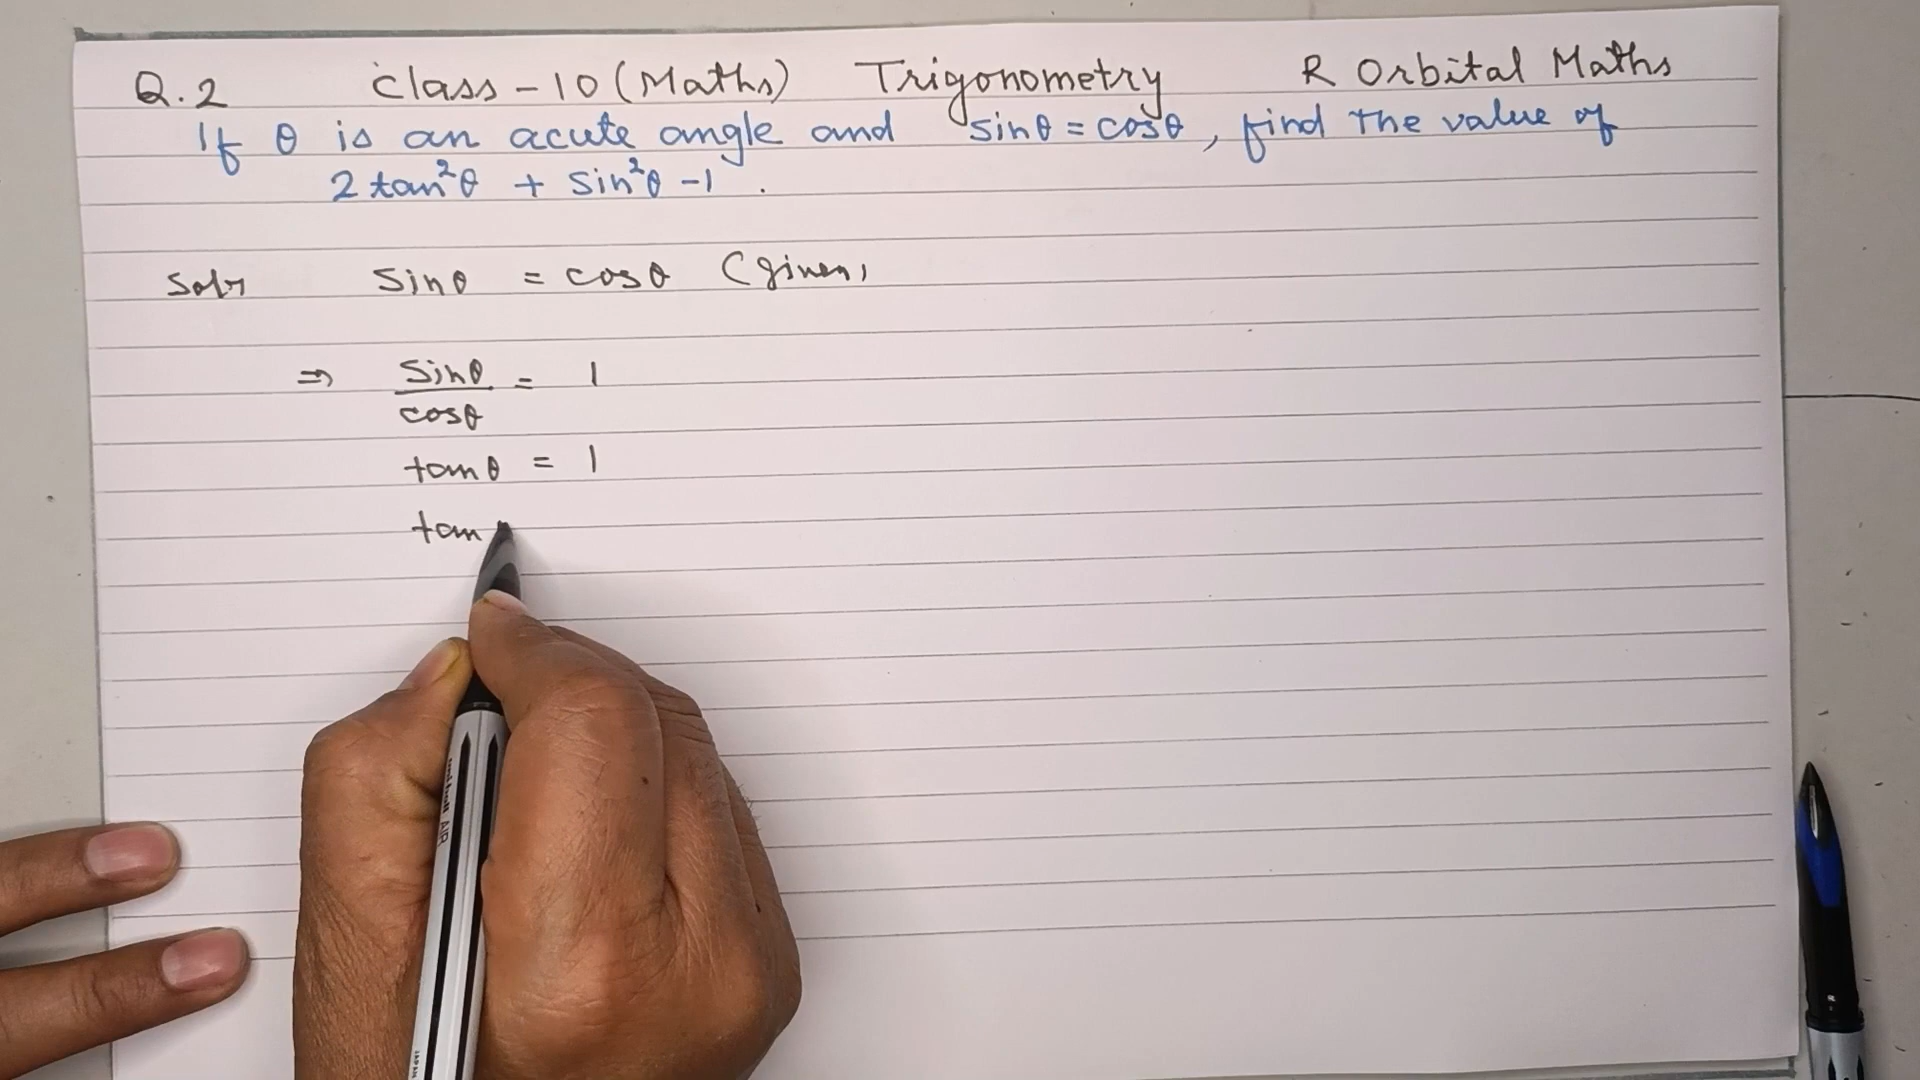 Q.2 Class-10 (Maths) Trigonometry R Orbital Maths
If θ is an acute angle and sinθ = cosθ, find the value of
2 tan²θ + sin²θ -1 .
Soln Sinθ = cosθ (given)
⇒ Sinθ/cosθ = 1
tanθ = 1
tan